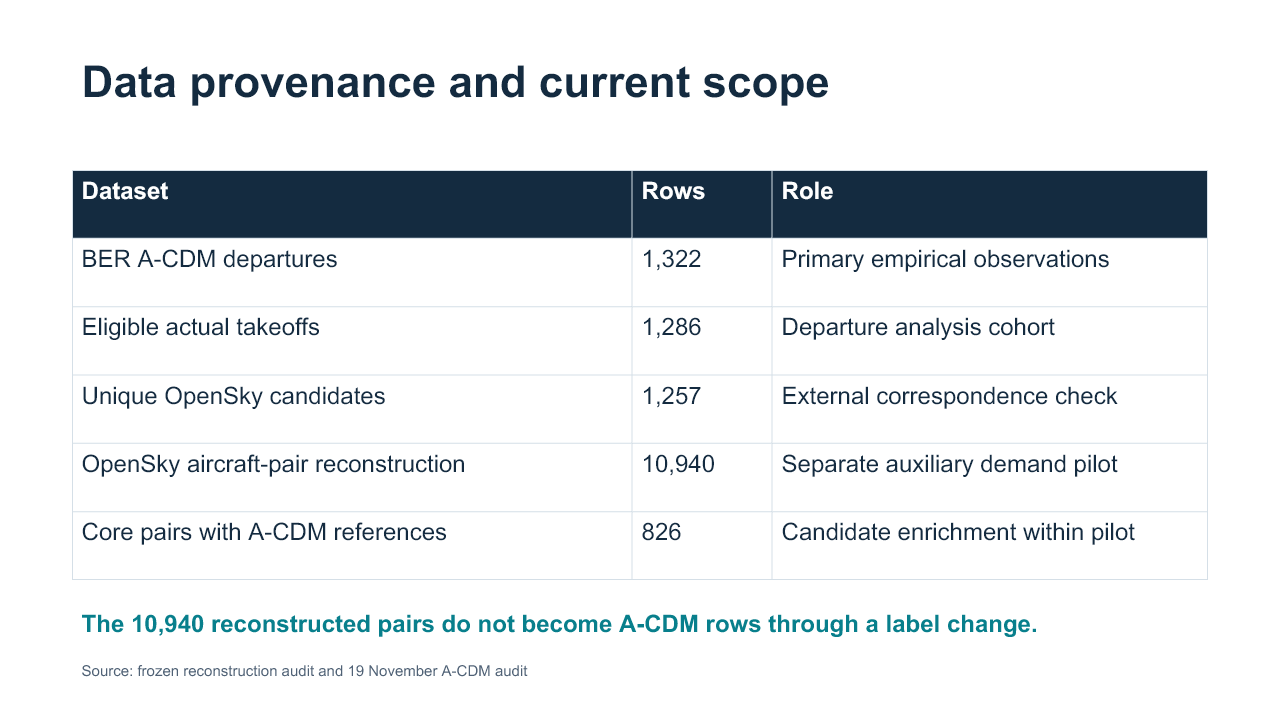 Data provenance and current scope
Dataset Rows Role
BER A-CDM departures 1,322 Primary empirical observations
Eligible actual takeoffs 1,286 Departure analysis cohort
Unique OpenSky candidates 1,257 External correspondence check
OpenSky aircraft-pair reconstruction 10,940 Separate auxiliary demand pilot
Core pairs with A-CDM references 826 Candidate enrichment within pilot
The 10,940 reconstructed pairs do not become A-CDM rows through a label change.
Source: frozen reconstruction audit and 19 November A-CDM audit